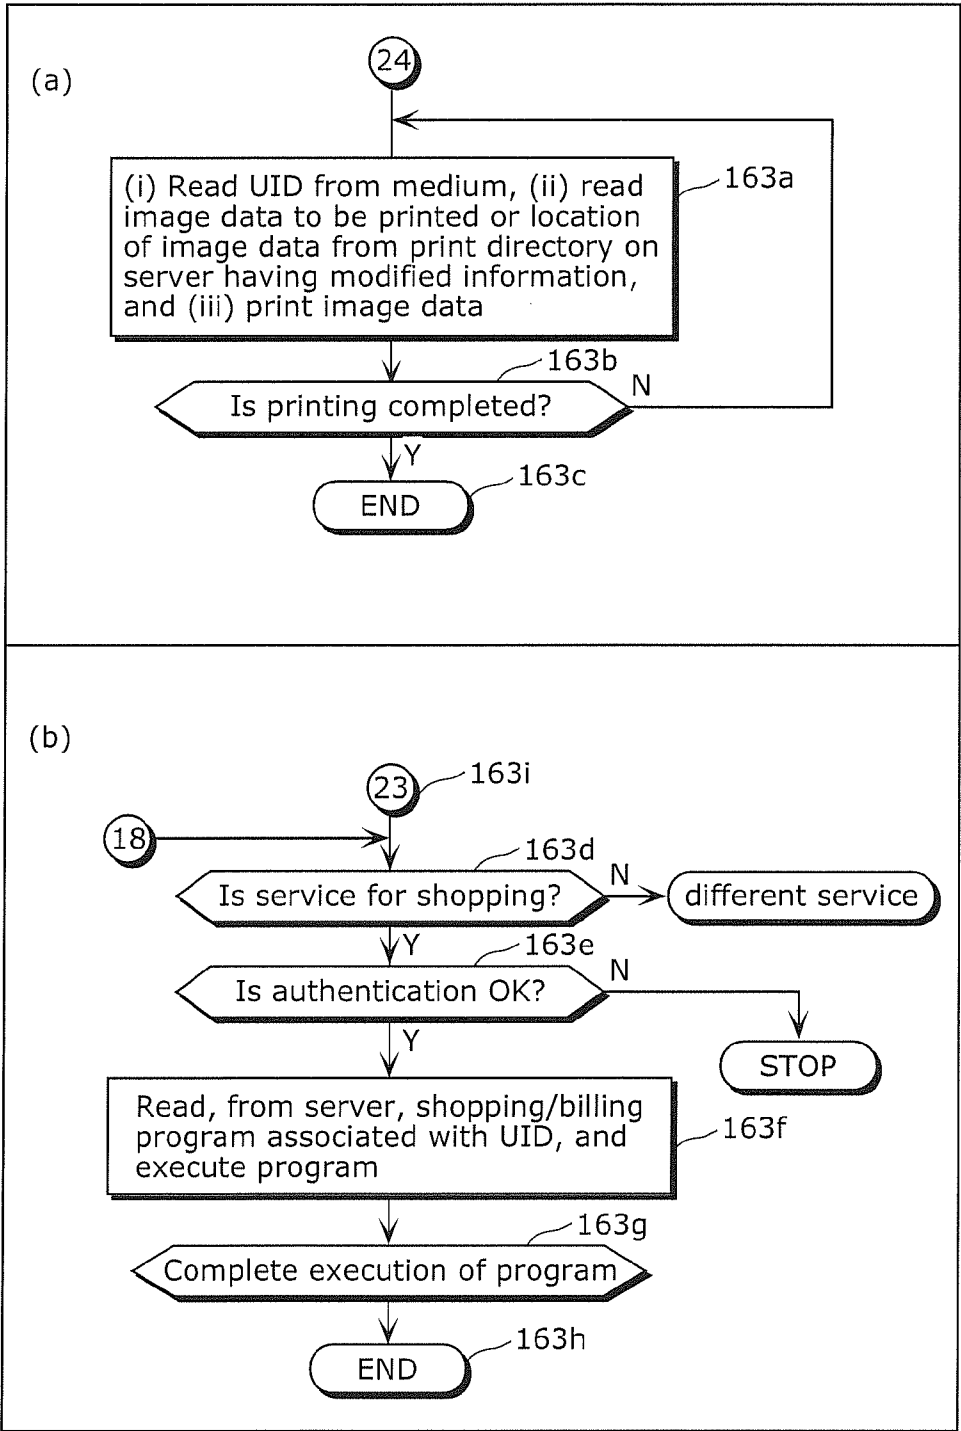 (a)
24
163a
(i) Read UID from medium, (ii) read
image data to be printed or location
of image data from print directory on
server having modified information,
and (iii) print image data
163b
Is printing completed?
N
Y
163c
END
(b)
23
163i
18
163d
Is service for shopping?
N
different service
Y
163e
Is authentication OK?
N
Y
STOP
Read, from server, shopping/billing
program associated with UID, and
execute program
163f
163g
Complete execution of program
163h
END